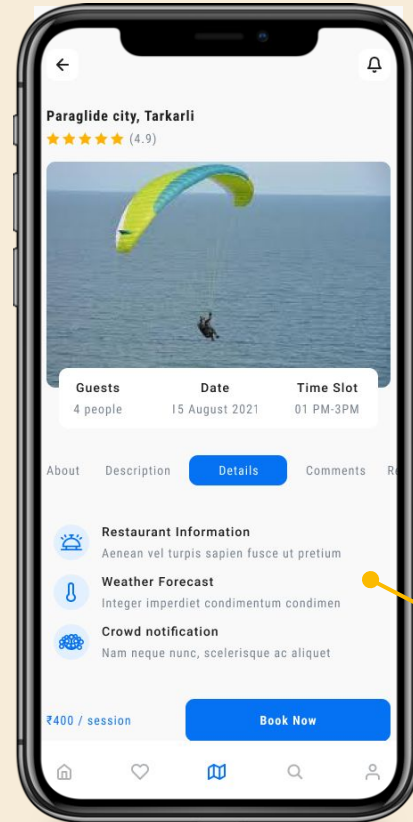 Paraglide city, Tarkarli
(4.9)
Guests Date Time Slot
4 people 15 August 2021 01 PM-3PM
About Description Details Comments Re
Restaurant Information
Aenean vel turpis sapien fusce ut pretium
Weather Forecast
Integer imperdiet condimentum condimen
Crowd notification
Nam neque nunc, scelerisque ac aliquet
₹400 / session Book Now